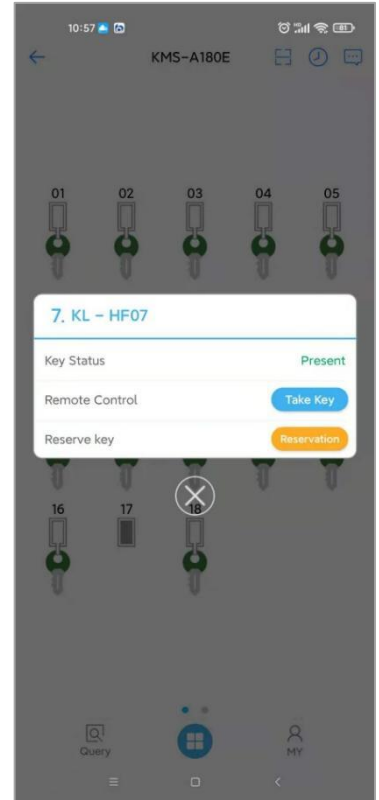 10:57
81
KMS-A180E
01 02 03 04 05
7. KL - HF07
Key Status Present
Remote Control Take Key
Reserve key Reservation
16 17 18
Query MY